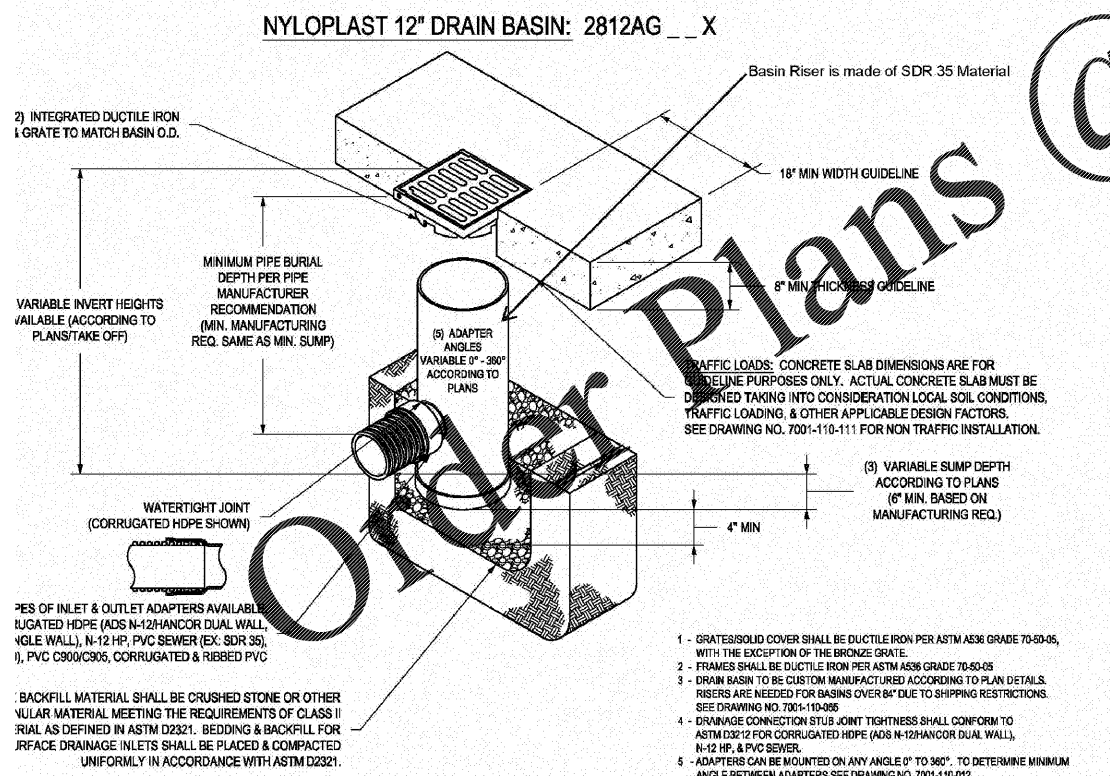 NYLOPLAST 12" DRAIN BASIN: 2812AG _ _ X
Basin Riser is made of SDR 35 Material
2) INTEGRATED DUCTILE IRON
& GRATE TO MATCH BASIN O.D.
18" MIN WIDTH GUIDELINE
MINIMUM PIPE BURIAL
DEPTH PER PIPE
MANUFACTURER
RECOMMENDATION
(MIN. MANUFACTURING
REQ. SAME AS MIN. SUMP)
8" MIN THICKNESS GUIDELINE
VARIABLE INVERT HEIGHTS
VAILABLE (ACCORDING TO
PLANS/TAKE OFF)
(5) ADAPTER
ANGLES
VARIABLE 0° - 360°
ACCORDING TO
PLANS
TRAFFIC LOADS: CONCRETE SLAB DIMENSIONS ARE FOR
GUIDELINE PURPOSES ONLY. ACTUAL CONCRETE SLAB MUST BE
DESIGNED TAKING INTO CONSIDERATION LOCAL SOIL CONDITIONS,
TRAFFIC LOADING, & OTHER APPLICABLE DESIGN FACTORS.
SEE DRAWING NO. 7001-110-111 FOR NON TRAFFIC INSTALLATION.
(3) VARIABLE SUMP DEPTH
ACCORDING TO PLANS
(6" MIN. BASED ON
MANUFACTURING REQ.)
WATERTIGHT JOINT
(CORRUGATED HDPE SHOWN)
4" MIN
PES OF INLET & OUTLET ADAPTERS AVAILABLE
RUGATED HDPE (ADS N-12/HANCOR DUAL WALL,
NGLE WALL), N-12 HP, PVC SEWER (EX: SDR 35),
), PVC C900/C905, CORRUGATED & RIBBED PVC
BACKFILL MATERIAL SHALL BE CRUSHED STONE OR OTHER
NULAR MATERIAL MEETING THE REQUIREMENTS OF CLASS II
ERIAL AS DEFINED IN ASTM D2321. BEDDING & BACKFILL FOR
URFACE DRAINAGE INLETS SHALL BE PLACED & COMPACTED
UNIFORMLY IN ACCORDANCE WITH ASTM D2321.
1 - GRATES/SOLID COVER SHALL BE DUCTILE IRON PER ASTM A536 GRADE 70-50-05,
WITH THE EXCEPTION OF THE BRONZE GRATE.
2 - FRAMES SHALL BE DUCTILE IRON PER ASTM A536 GRADE 70-50-05
3 - DRAIN BASIN TO BE CUSTOM MANUFACTURED ACCORDING TO PLAN DETAILS.
RISERS ARE NEEDED FOR BASINS OVER 84" DUE TO SHIPPING RESTRICTIONS.
SEE DRAWING NO. 7001-110-065
4 - DRAINAGE CONNECTION STUB JOINT TIGHTNESS SHALL CONFORM TO
ASTM D3212 FOR CORRUGATED HDPE (ADS N-12/HANCOR DUAL WALL),
N-12 HP, & PVC SEWER.
5 - ADAPTERS CAN BE MOUNTED ON ANY ANGLE 0° TO 360°. TO DETERMINE MINIMUM
ANGLE BETWEEN ADAPTERS SEE DRAWING NO. 7001-110-012
Order Plans ©